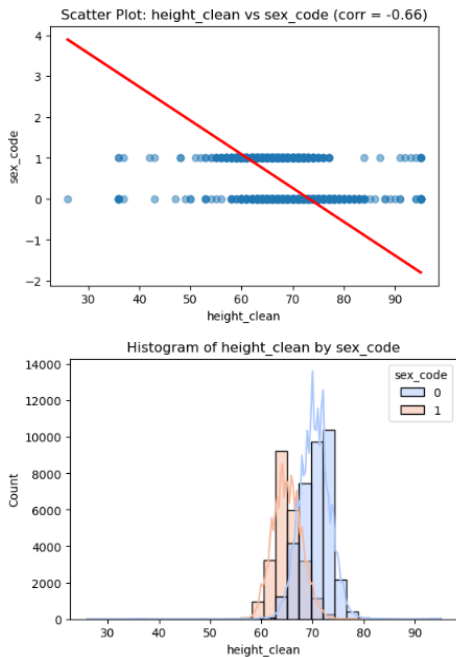 Scatter Plot: height_clean vs sex_code (corr = -0.66)
4
3
2
1
0
-1
-2
sex_code
30 40 50 60 70 80 90
height_clean
Histogram of height_clean by sex_code
14000
12000
10000
8000
6000
4000
2000
0
Count
sex_code
0
1
30 40 50 60 70 80 90
height_clean